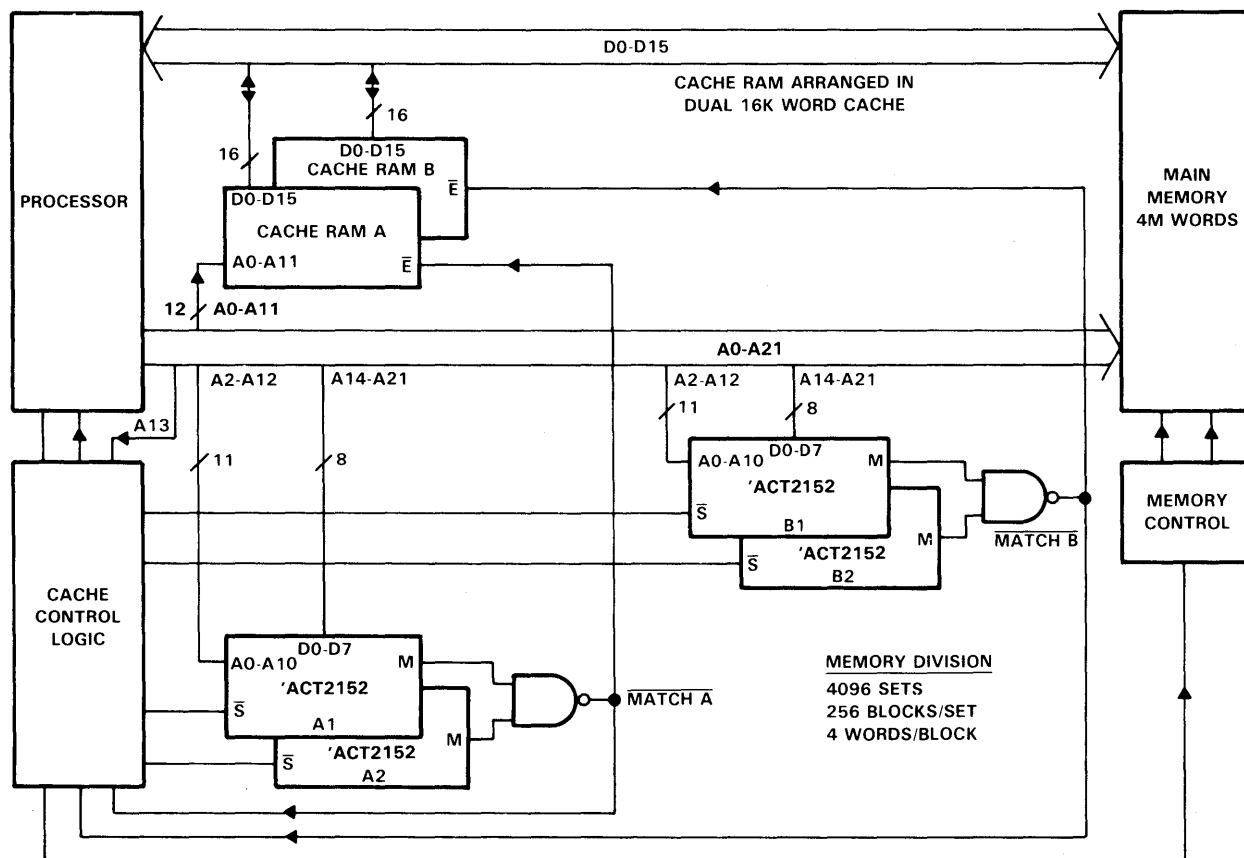 D0-D15
CACHE RAM ARRANGED IN
DUAL 16K WORD CACHE
16
16
D0-D15
CACHE RAM B
E̅
PROCESSOR
D0-D15
CACHE RAM A
A0-A11
E̅
MAIN
MEMORY
4M WORDS
12 A0-A11
A0-A21
A2-A12
A14-A21
A2-A12
A14-A21
A13
11
8
11
8
D0-D7
A0-A10
M
'ACT2152
S̅
B1
'ACT2152
M
S̅
B2
M̅A̅T̅C̅H̅ B̅
MEMORY
CONTROL
CACHE
CONTROL
LOGIC
D0-D7
A0-A10
M
'ACT2152
S̅
A1
'ACT2152
M
S̅
A2
M̅A̅T̅C̅H̅ A̅
MEMORY DIVISION
4096 SETS
256 BLOCKS/SET
4 WORDS/BLOCK